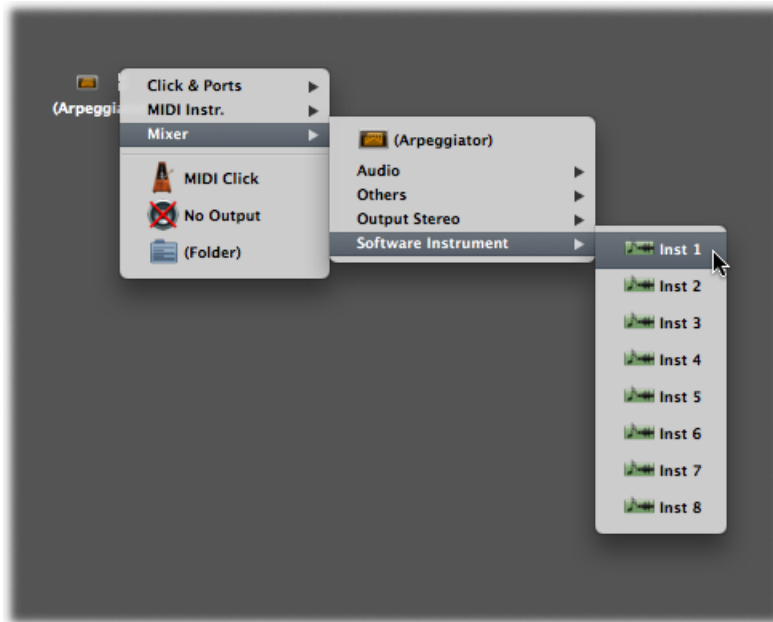 (Arpeggia
Click & Ports
MIDI Instr.
Mixer
MIDI Click
No Output
(Folder)
(Arpeggiator)
Audio
Others
Output Stereo
Software Instrument
Inst 1
Inst 2
Inst 3
Inst 4
Inst 5
Inst 6
Inst 7
Inst 8